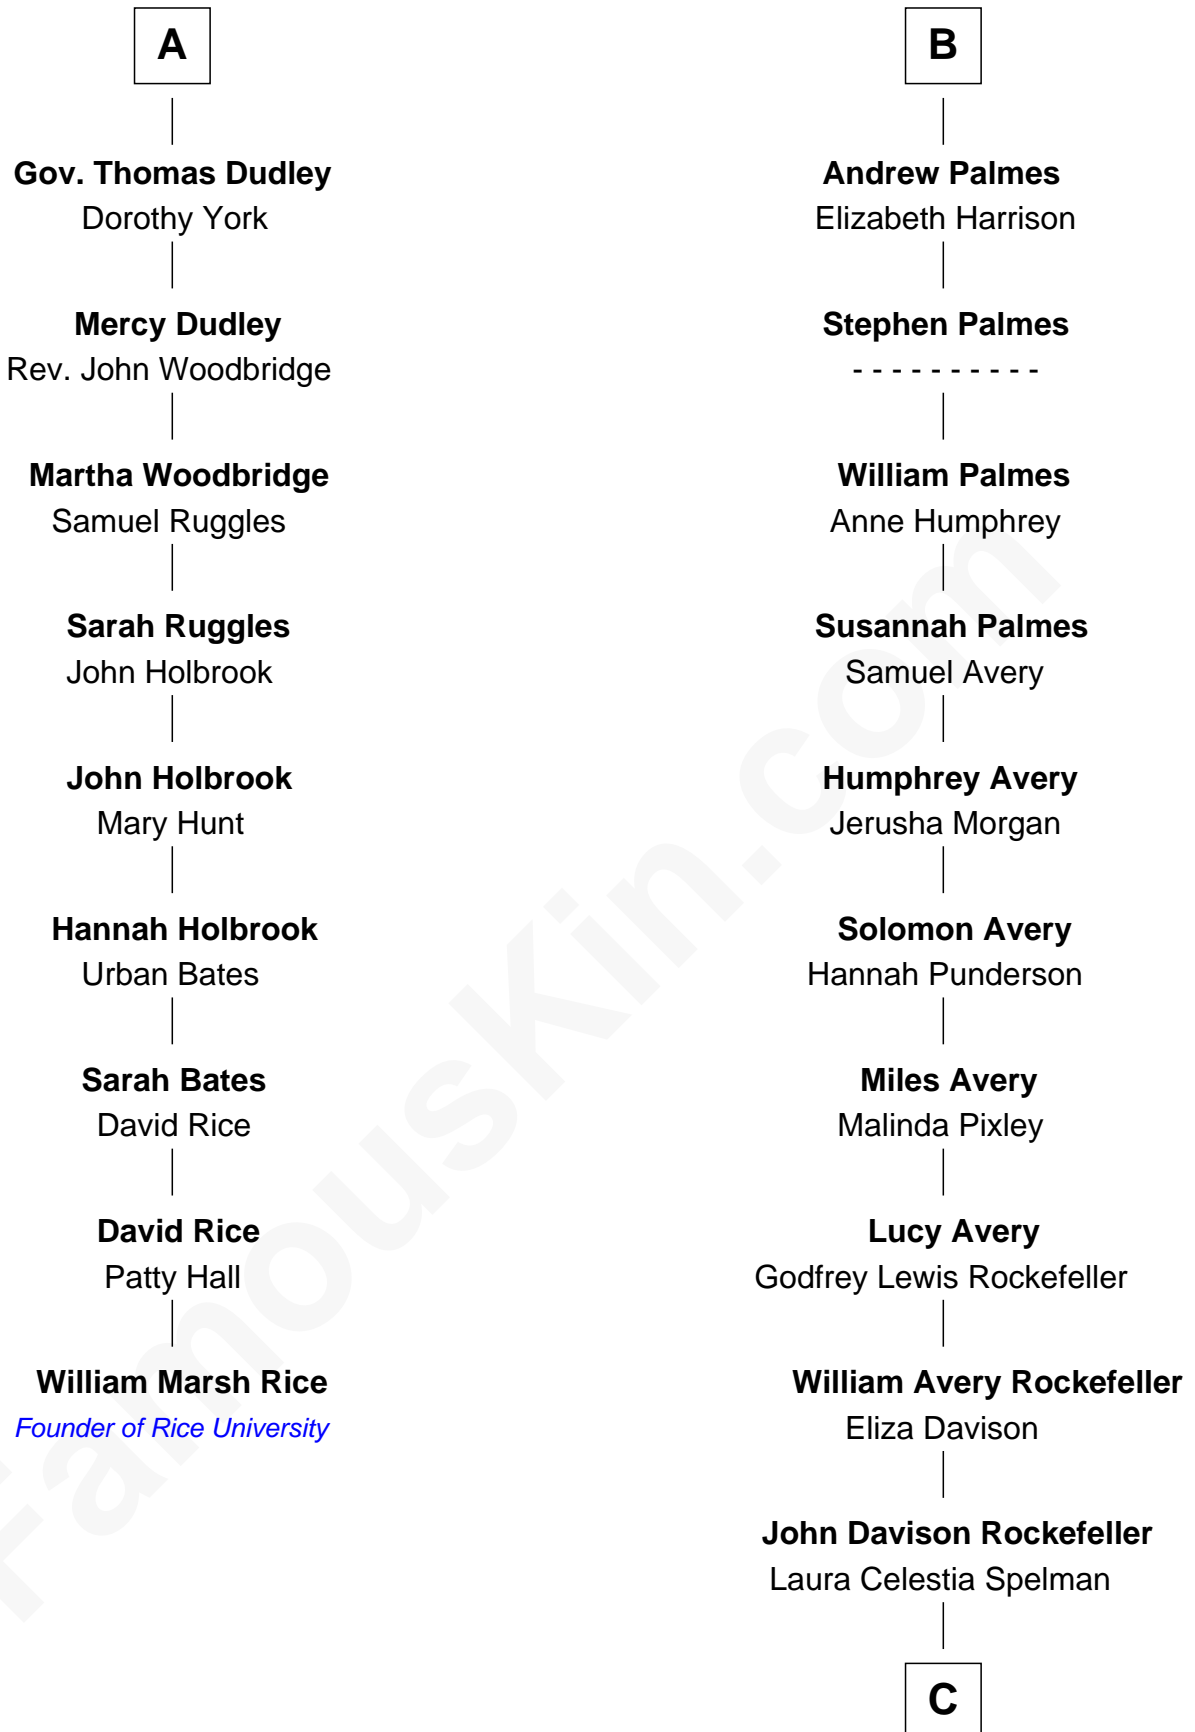 A
Gov. Thomas Dudley
Dorothy York
Mercy Dudley
Rev. John Woodbridge
Martha Woodbridge
Samuel Ruggles
Sarah Ruggles
John Holbrook
John Holbrook
Mary Hunt
Hannah Holbrook
Urban Bates
Sarah Bates
David Rice
David Rice
Patty Hall
William Marsh Rice
Founder of Rice University
B
Andrew Palmes
Elizabeth Harrison
Stephen Palmes
- - - - - - - - - -
William Palmes
Anne Humphrey
Susannah Palmes
Samuel Avery
Humphrey Avery
Jerusha Morgan
Solomon Avery
Hannah Punderson
Miles Avery
Malinda Pixley
Lucy Avery
Godfrey Lewis Rockefeller
William Avery Rockefeller
Eliza Davison
John Davison Rockefeller
Laura Celestia Spelman
C
FamousKin.com